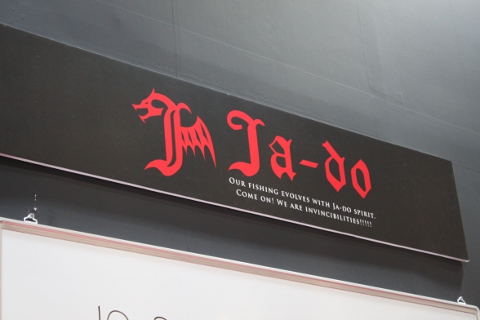 Ja-do
Our fishing evolves with Ja-do spirit.
Come on! We are invincibilities!!!!!